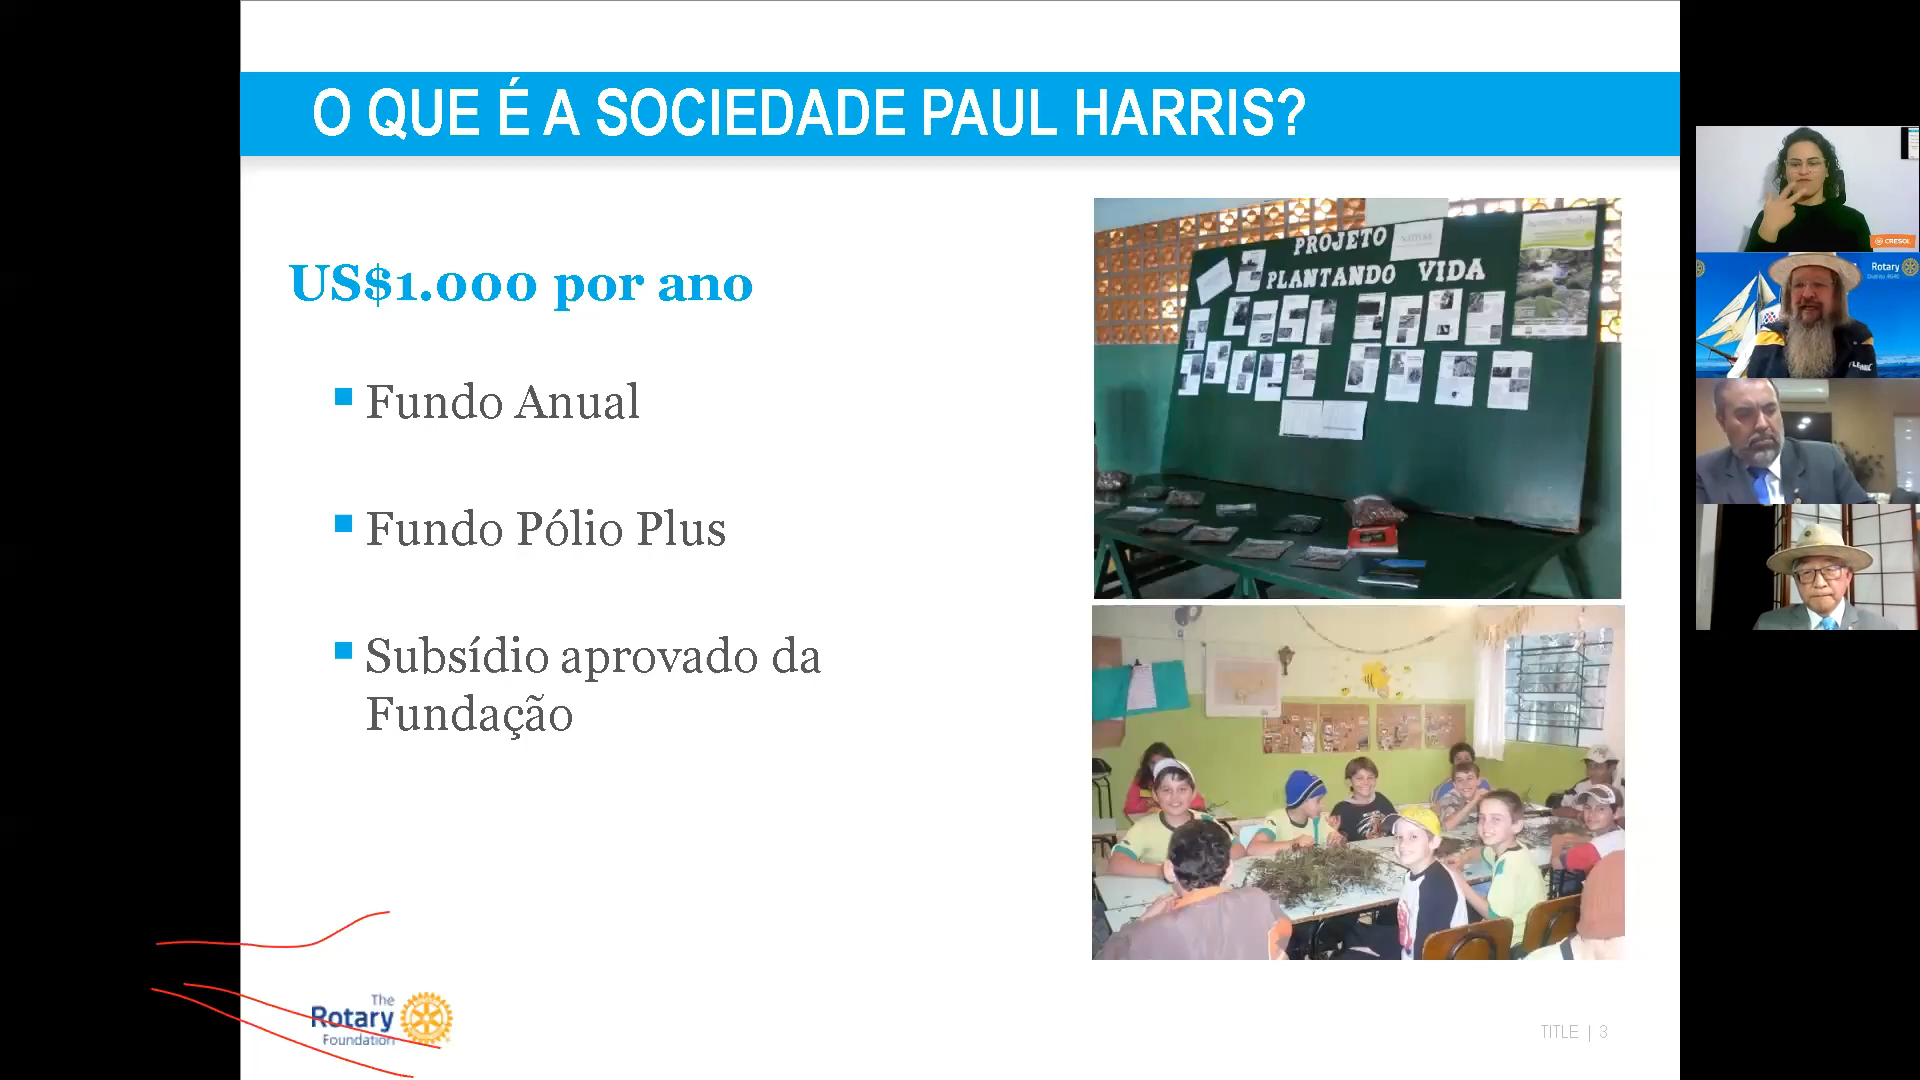 O QUE É A SOCIEDADE PAUL HARRIS?
US$1.000 por ano
Fundo Anual
Fundo Pólio Plus
Subsídio aprovado da
Fundação
PROJETO
PLANTANDO VIDA
The
Rotary
Foundation
TITLE | 3
CRESOL
Rotary